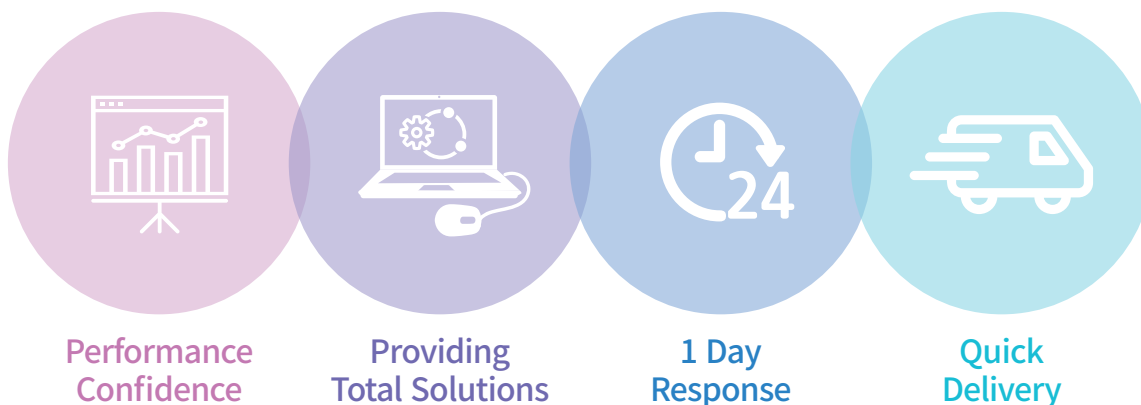 24
Performance
Confidence
Providing
Total Solutions
1 Day
Response
Quick
Delivery